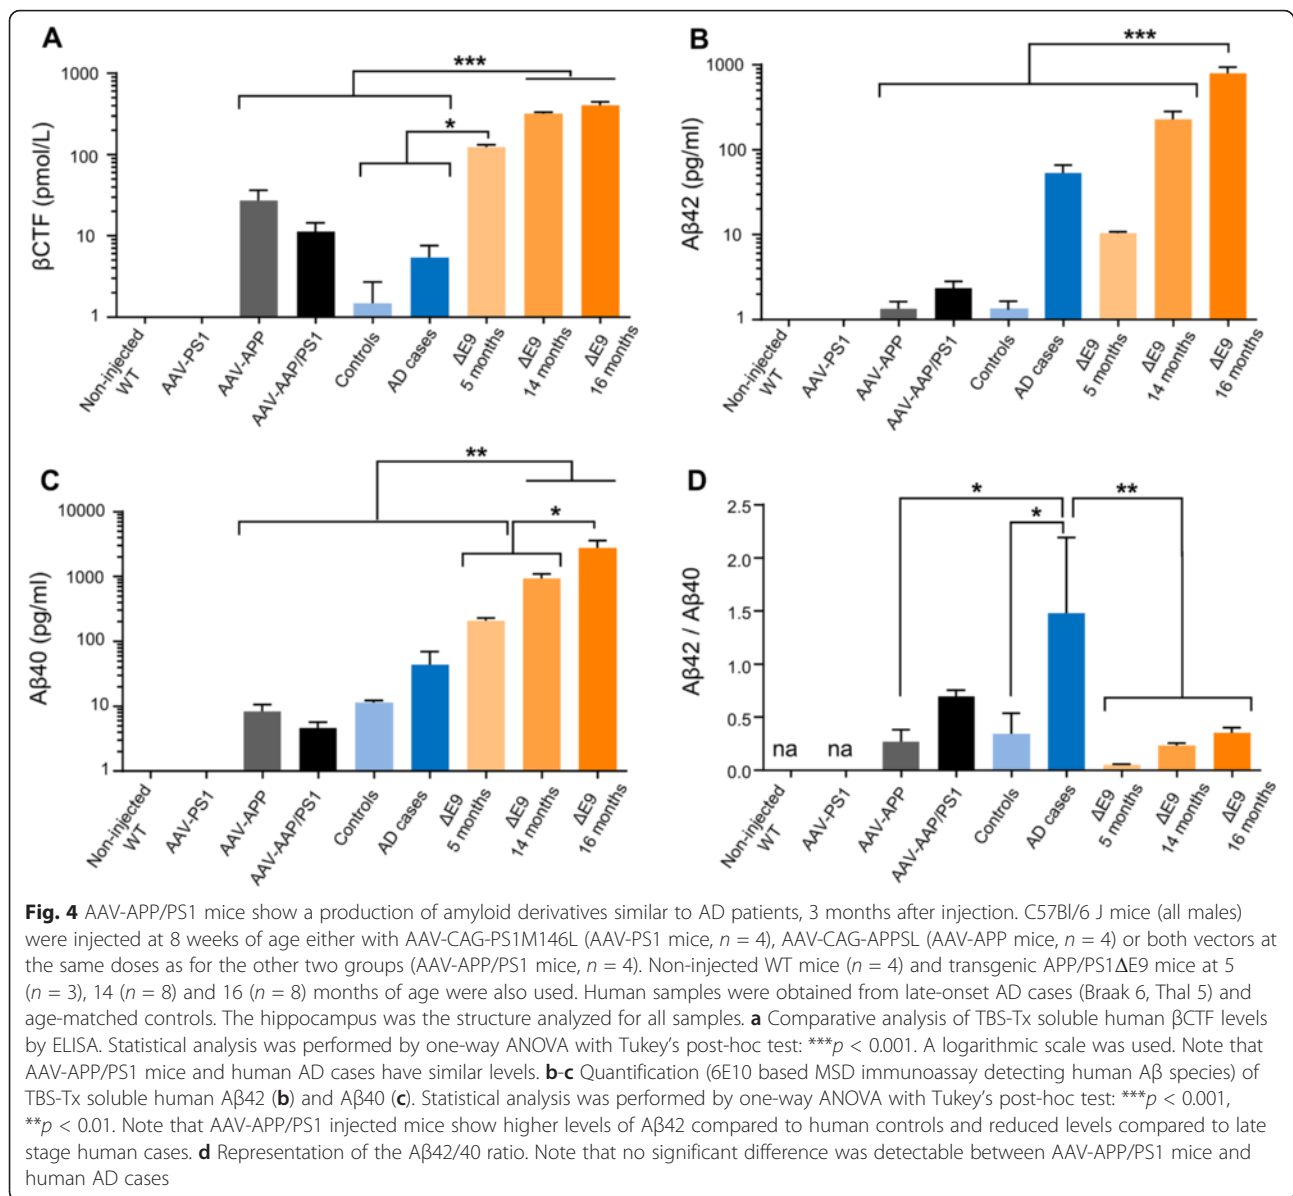 A
***
*
βCTF (pmol/L)
1000
100
10
1
Non-injected WT
AAV-PS1
AAV-APP
AAV-AAP/PS1
Controls
AD cases
ΔE9 5 months
ΔE9 14 months
ΔE9 16 months
B
***
Aβ42 (pg/ml)
1000
100
10
1
Non-injected WT
AAV-PS1
AAV-APP
AAV-AAP/PS1
Controls
AD cases
ΔE9 5 months
ΔE9 14 months
ΔE9 16 months
C
**
*
Aβ40 (pg/ml)
10000
1000
100
10
1
Non-injected WT
AAV-PS1
AAV-APP
AAV-AAP/PS1
Controls
AD cases
ΔE9 5 months
ΔE9 14 months
ΔE9 16 months
D
*
*
**
Aβ42 / Aβ40
2.5
2.0
1.5
1.0
0.5
0.0
na
na
Non-injected WT
AAV-PS1
AAV-APP
AAV-AAP/PS1
Controls
AD cases
ΔE9 5 months
ΔE9 14 months
ΔE9 16 months
Fig. 4 AAV-APP/PS1 mice show a production of amyloid derivatives similar to AD patients, 3 months after injection. C57Bl/6 J mice (all males)
were injected at 8 weeks of age either with AAV-CAG-PS1M146L (AAV-PS1 mice, n = 4), AAV-CAG-APPSL (AAV-APP mice, n = 4) or both vectors at
the same doses as for the other two groups (AAV-APP/PS1 mice, n = 4). Non-injected WT mice (n = 4) and transgenic APP/PS1ΔE9 mice at 5
(n = 3), 14 (n = 8) and 16 (n = 8) months of age were also used. Human samples were obtained from late-onset AD cases (Braak 6, Thal 5) and
age-matched controls. The hippocampus was the structure analyzed for all samples. a Comparative analysis of TBS-Tx soluble human βCTF levels
by ELISA. Statistical analysis was performed by one-way ANOVA with Tukey's post-hoc test: ***p < 0.001. A logarithmic scale was used. Note that
AAV-APP/PS1 mice and human AD cases have similar levels. b-c Quantification (6E10 based MSD immunoassay detecting human Aβ species) of
TBS-Tx soluble human Aβ42 (b) and Aβ40 (c). Statistical analysis was performed by one-way ANOVA with Tukey's post-hoc test: ***p < 0.001,
**p < 0.01. Note that AAV-APP/PS1 injected mice show higher levels of Aβ42 compared to human controls and reduced levels compared to late
stage human cases. d Representation of the Aβ42/40 ratio. Note that no significant difference was detectable between AAV-APP/PS1 mice and
human AD cases